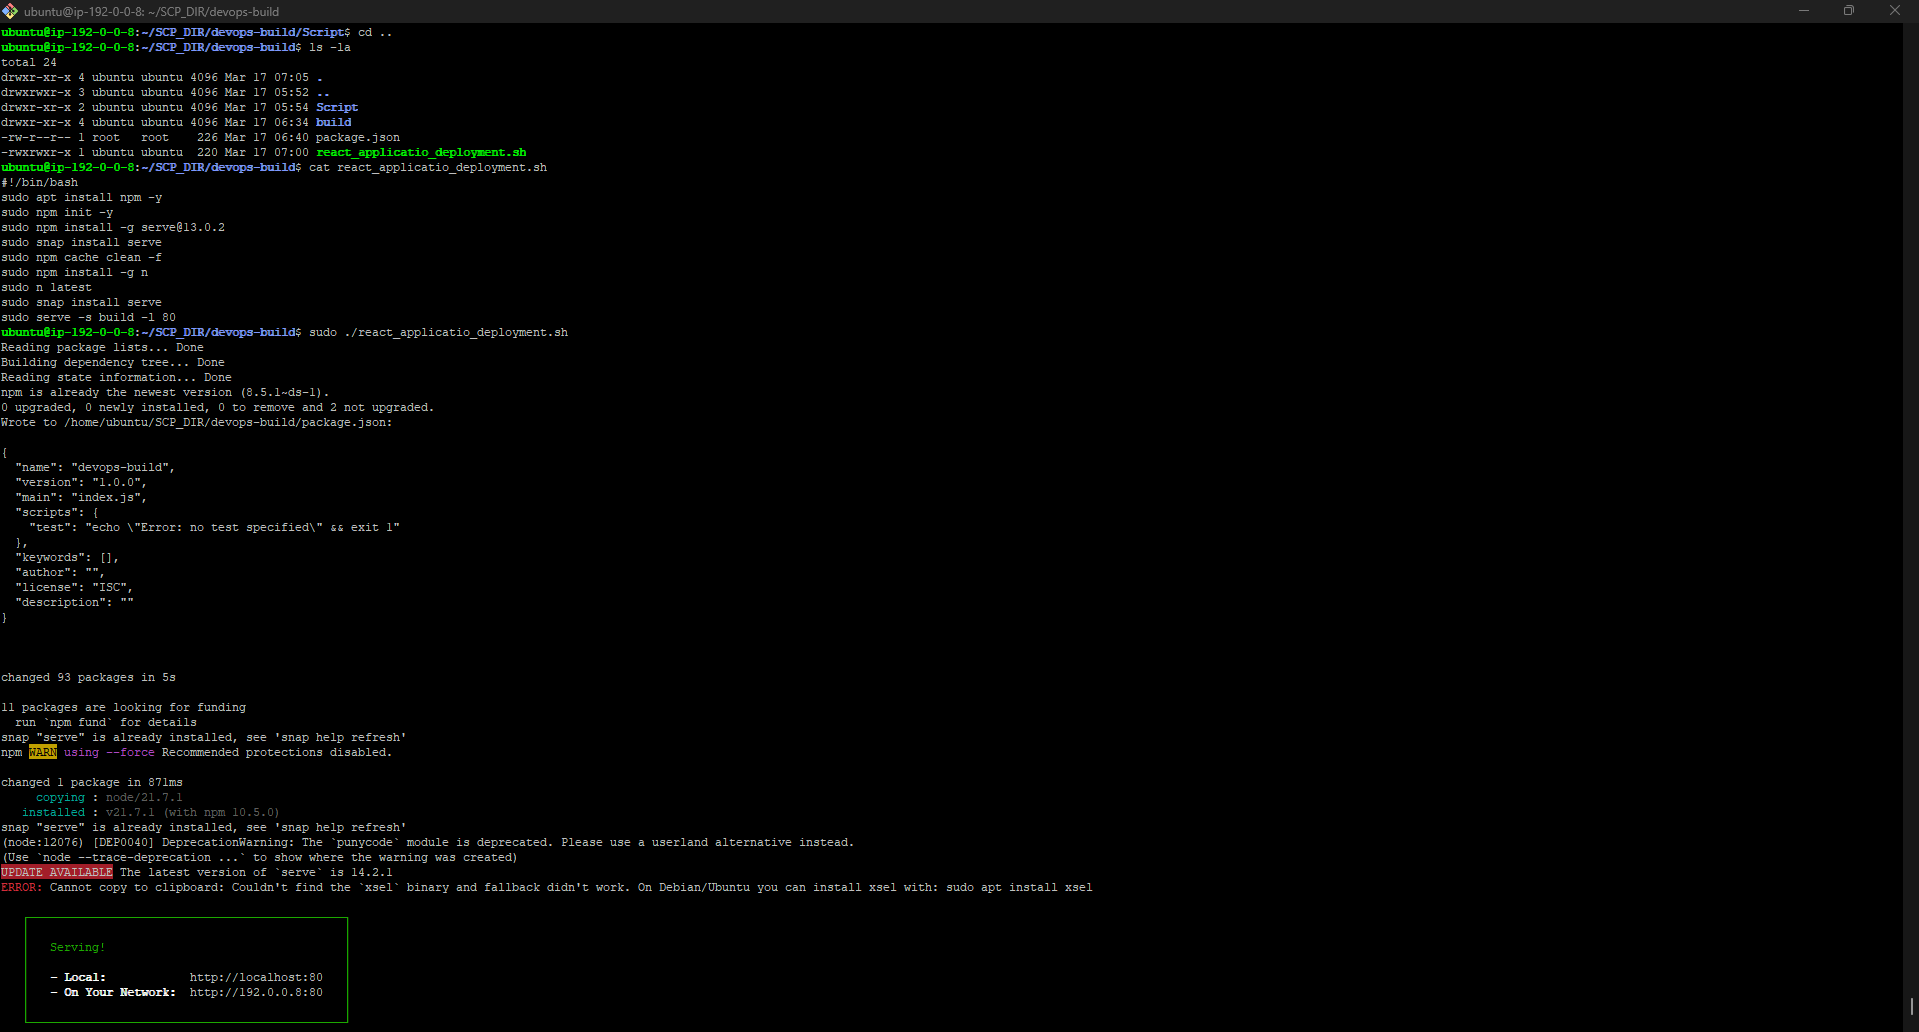 ubuntu@ip-192-0-0-8: ~/SCP_DIR/devops-build
ubuntu@ip-192-0-0-8:~/SCP_DIR/devops-build/Script$ cd ..
ubuntu@ip-192-0-0-8:~/SCP_DIR/devops-build$ ls -la
total 24
drwxr-xr-x 4 ubuntu ubuntu 4096 Mar 17 07:05 .
drwxrwxr-x 3 ubuntu ubuntu 4096 Mar 17 05:52 ..
drwxr-xr-x 2 ubuntu ubuntu 4096 Mar 17 05:54 Script
drwxr-xr-x 4 ubuntu ubuntu 4096 Mar 17 06:34 build
-rw-r--r-- 1 root   root    226 Mar 17 06:40 package.json
-rwxrwxr-x 1 ubuntu ubuntu  220 Mar 17 07:00 react_applicatio_deployment.sh
ubuntu@ip-192-0-0-8:~/SCP_DIR/devops-build$ cat react_applicatio_deployment.sh
#!/bin/bash
sudo apt install npm -y
sudo npm init -y
sudo npm install -g serve@13.0.2
sudo snap install serve
sudo npm cache clean -f
sudo npm install -g n
sudo n latest
sudo snap install serve
sudo serve -s build -l 80
ubuntu@ip-192-0-0-8:~/SCP_DIR/devops-build$ sudo ./react_applicatio_deployment.sh
Reading package lists... Done
Building dependency tree... Done
Reading state information... Done
npm is already the newest version (8.5.1~ds-1).
0 upgraded, 0 newly installed, 0 to remove and 2 not upgraded.
Wrote to /home/ubuntu/SCP_DIR/devops-build/package.json:
{
  "name": "devops-build",
  "version": "1.0.0",
  "main": "index.js",
  "scripts": {
    "test": "echo \"Error: no test specified\" && exit 1"
  },
  "keywords": [],
  "author": "",
  "license": "ISC",
  "description": ""
}
changed 93 packages in 5s
11 packages are looking for funding
  run `npm fund` for details
snap "serve" is already installed, see 'snap help refresh'
npm WARN using --force Recommended protections disabled.
changed 1 package in 871ms
     copying : node/21.7.1
   installed : v21.7.1 (with npm 10.5.0)
snap "serve" is already installed, see 'snap help refresh'
(node:12076) [DEP0040] DeprecationWarning: The `punycode` module is deprecated. Please use a userland alternative instead.
(Use `node --trace-deprecation ...` to show where the warning was created)
UPDATE AVAILABLE The latest version of `serve` is 14.2.1
ERROR: Cannot copy to clipboard: Couldn't find the `xsel` binary and fallback didn't work. On Debian/Ubuntu you can install xsel with: sudo apt install xsel
Serving!
- Local:            http://localhost:80
- On Your Network:  http://192.0.0.8:80